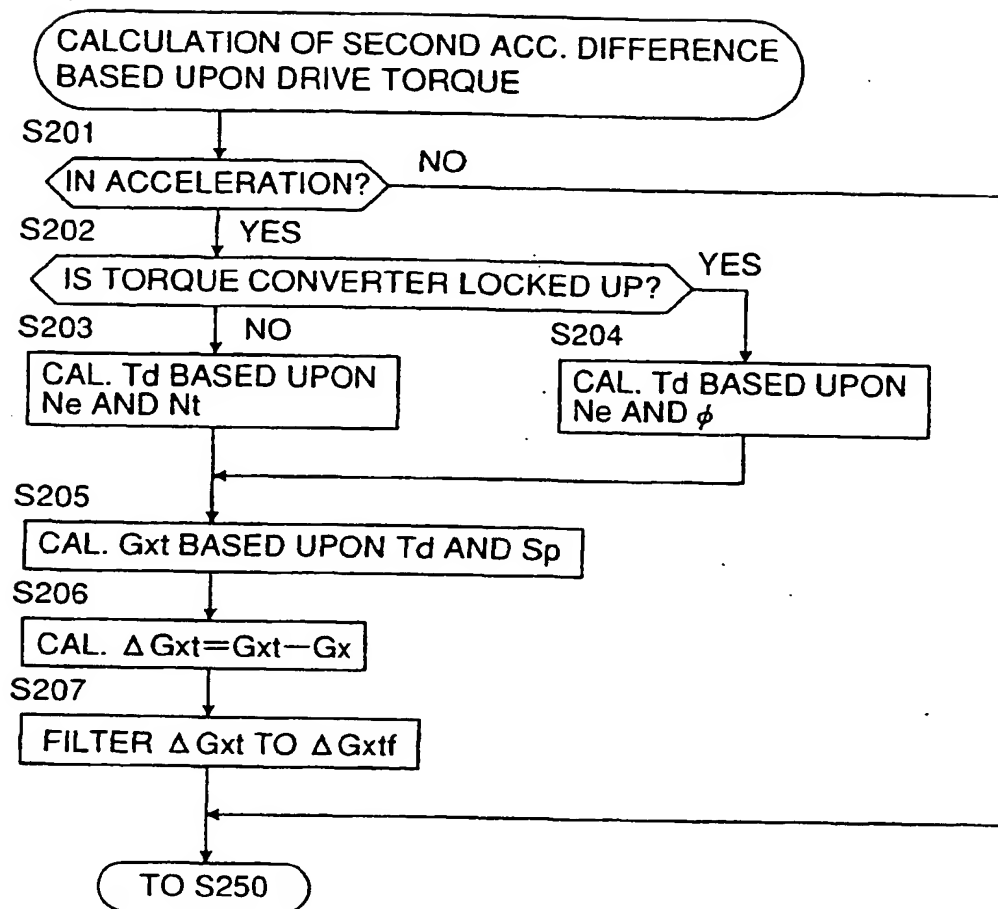 CALCULATION OF SECOND ACC. DIFFERENCE
BASED UPON DRIVE TORQUE
S201
IN ACCELERATION?
NO
S202
YES
IS TORQUE CONVERTER LOCKED UP?
YES
S203
NO
S204
CAL. Td BASED UPON
Ne AND Nt
CAL. Td BASED UPON
Ne AND ϕ
S205
CAL. Gxt BASED UPON Td AND Sp
S206
CAL. ΔGxt=Gxt−Gx
S207
FILTER ΔGxt TO ΔGxtf
TO S250